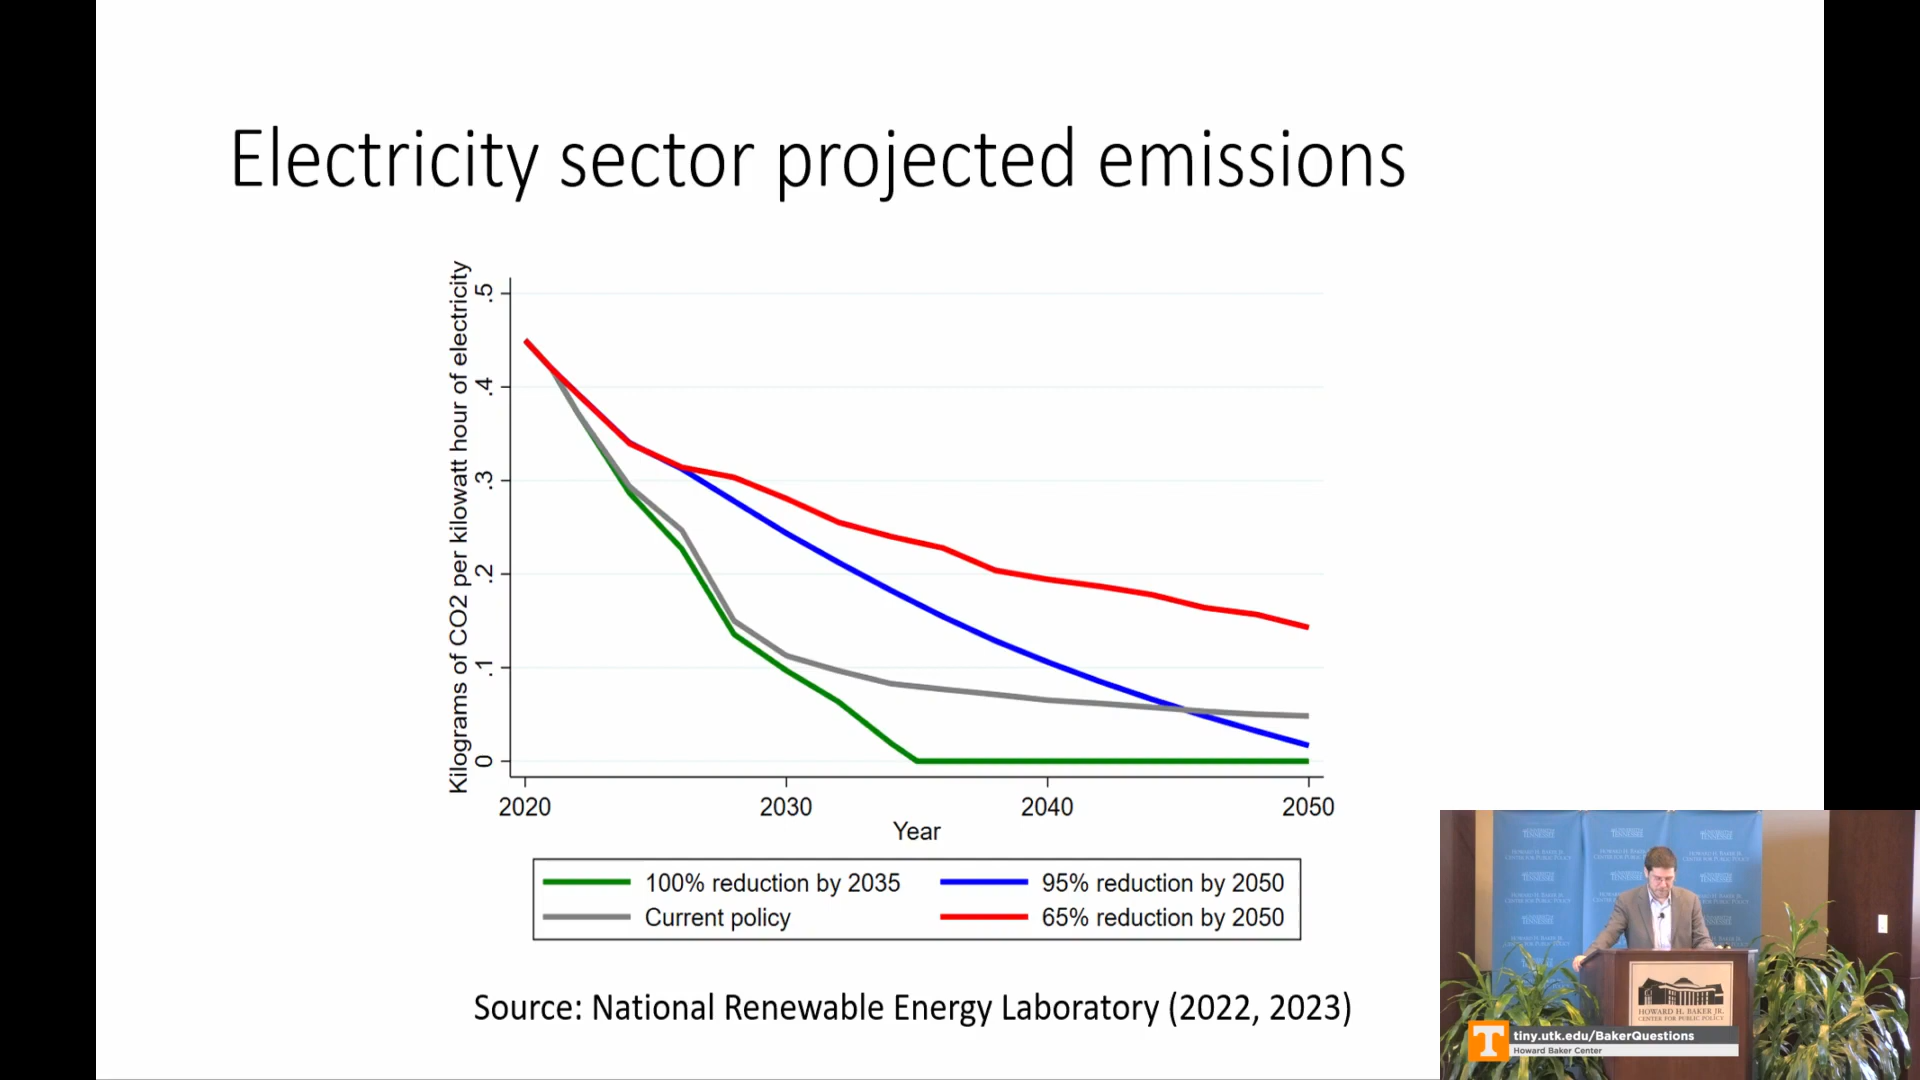 Electricity sector projected emissions
Kilograms of CO2 per kilowatt hour of electricity
.5
.4
.3
.2
.1
0
2020
2030
2040
2050
Year
100% reduction by 2035
95% reduction by 2050
Current policy
65% reduction by 2050
Source: National Renewable Energy Laboratory (2022, 2023)
HOWARD H. BAKER JR.
CENTER FOR PUBLIC POLICY
T
tiny.utk.edu/BakerQuestions
Howard Baker Center